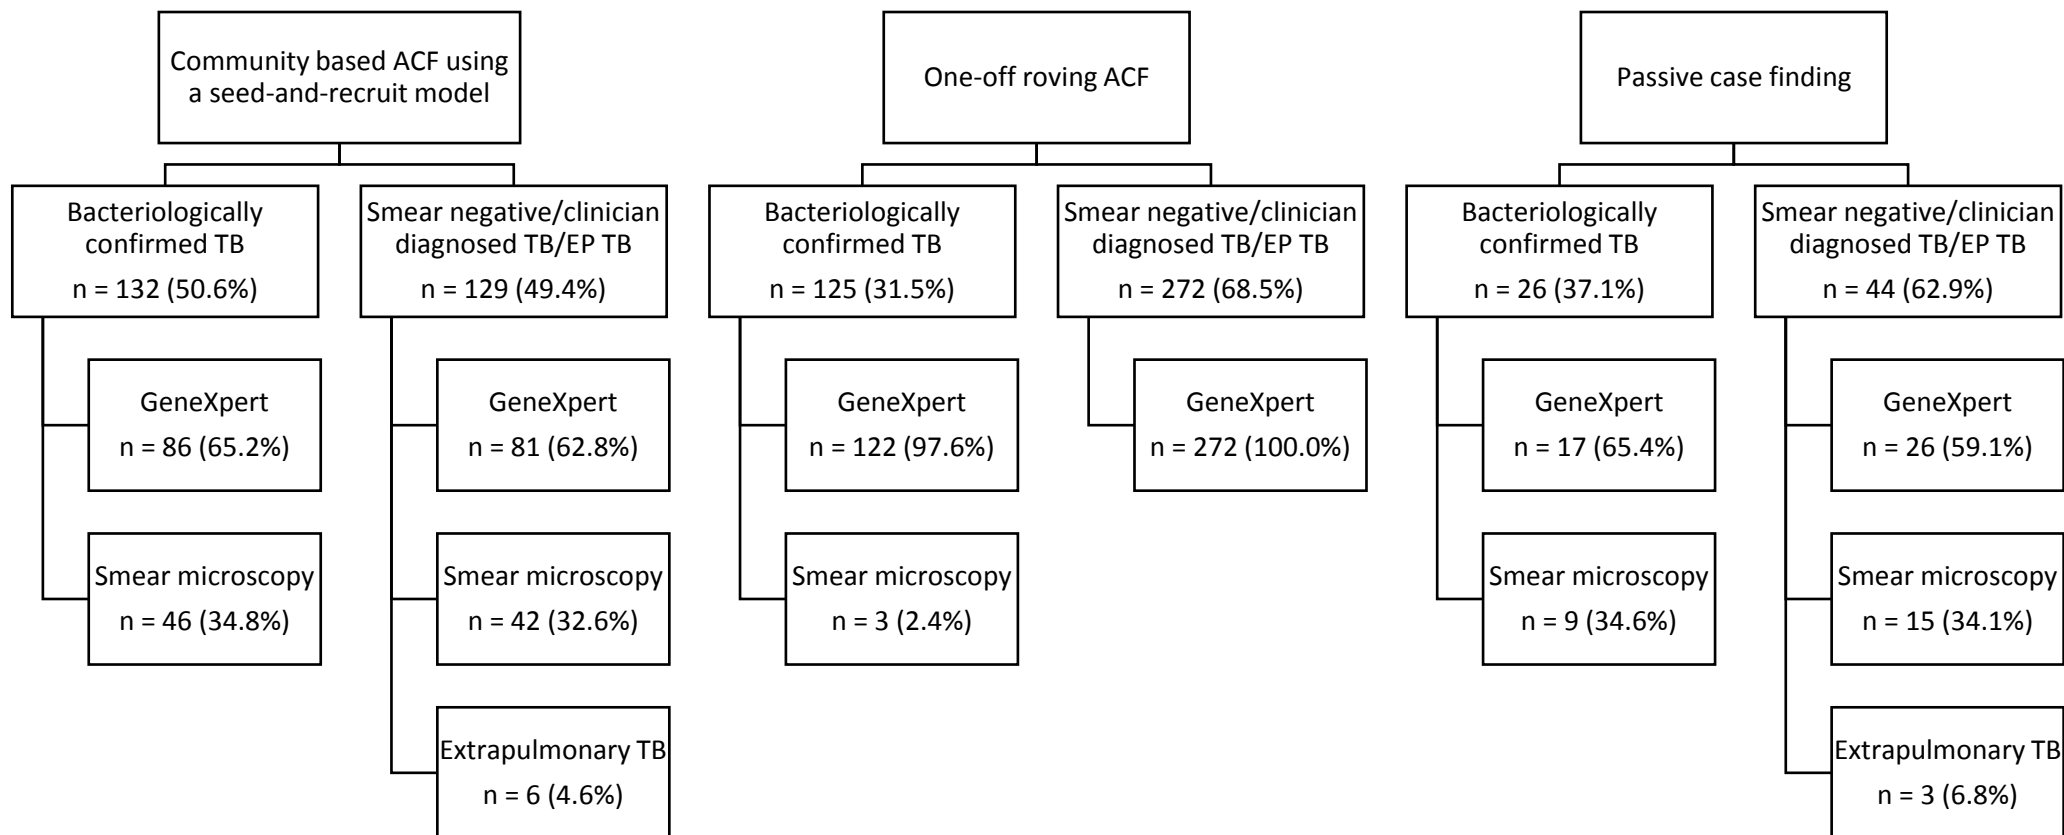 Community based ACF using
a seed-and-recruit model
Bacteriologically
confirmed TB
n = 132 (50.6%)
GeneXpert
n = 86 (65.2%)
Smear microscopy
n = 46 (34.8%)
Smear negative/clinician
diagnosed TB/EP TB
n = 129 (49.4%)
GeneXpert
n = 81 (62.8%)
Smear microscopy
n = 42 (32.6%)
Extrapulmonary TB
n = 6 (4.6%)
One-off roving ACF
Bacteriologically
confirmed TB
n = 125 (31.5%)
GeneXpert
n = 122 (97.6%)
Smear microscopy
n = 3 (2.4%)
Smear negative/clinician
diagnosed TB/EP TB
n = 272 (68.5%)
GeneXpert
n = 272 (100.0%)
Passive case finding
Bacteriologically
confirmed TB
n = 26 (37.1%)
GeneXpert
n = 17 (65.4%)
Smear microscopy
n = 9 (34.6%)
Smear negative/clinician
diagnosed TB/EP TB
n = 44 (62.9%)
GeneXpert
n = 26 (59.1%)
Smear microscopy
n = 15 (34.1%)
Extrapulmonary TB
n = 3 (6.8%)